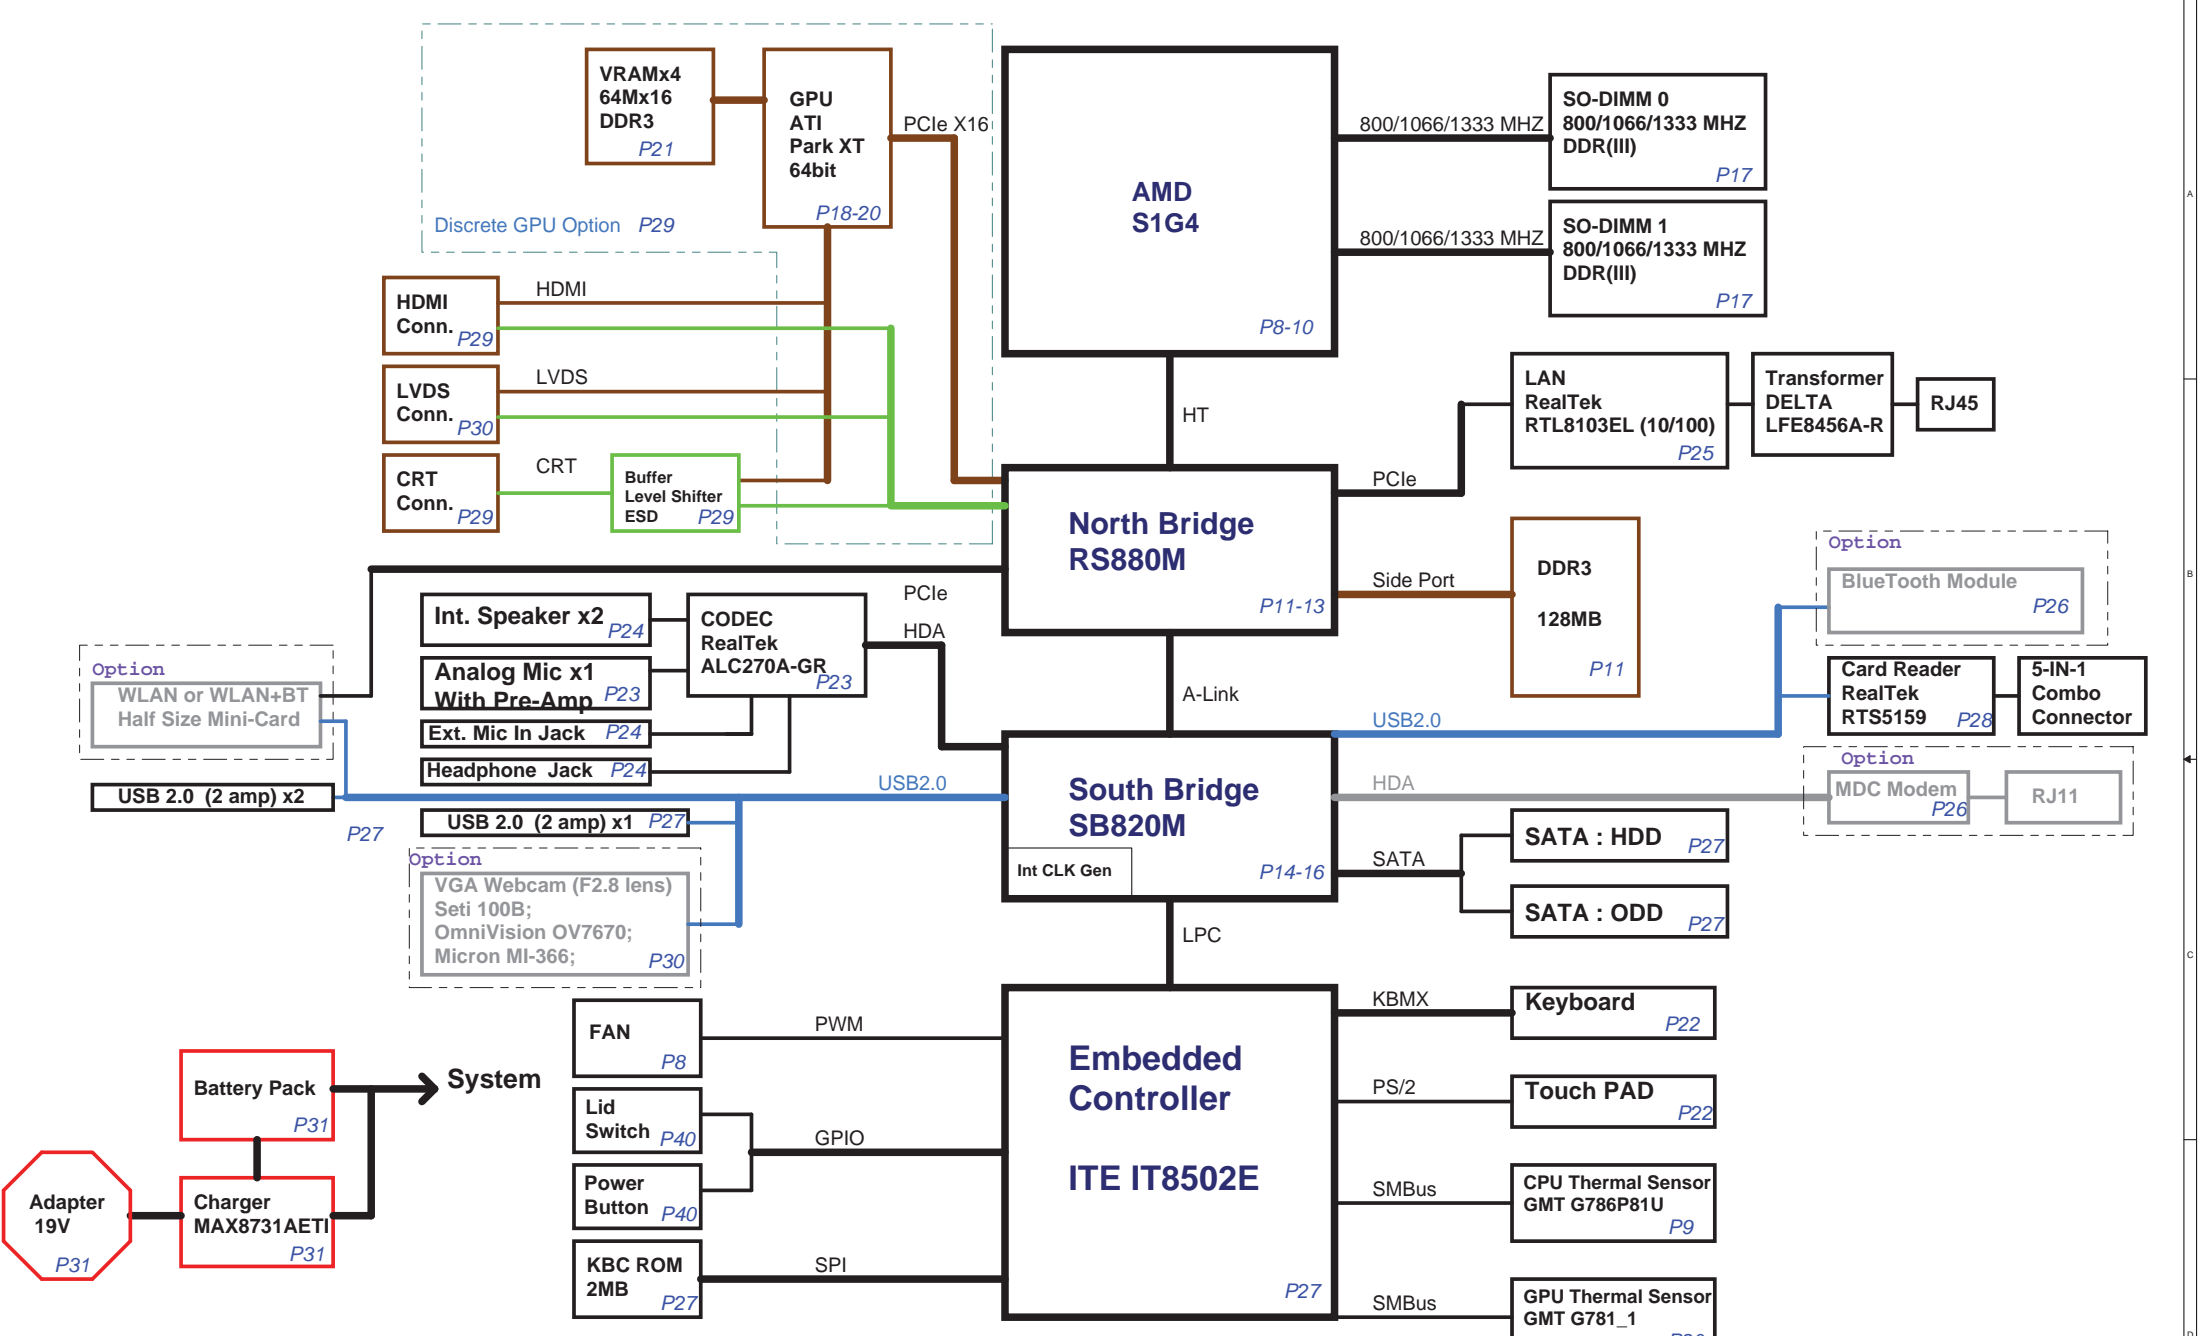 VRAMx4
64Mx16
DDR3
P21
GPU
ATI
Park XT
64bit
P18-20
PCIe X16
Discrete GPU Option P29
AMD
S1G4
P8-10
800/1066/1333 MHZ
SO-DIMM 0
800/1066/1333 MHZ
DDR(III)
P17
800/1066/1333 MHZ
SO-DIMM 1
800/1066/1333 MHZ
DDR(III)
P17
A
HDMI
Conn.
P29
HDMI
LVDS
Conn.
P30
LVDS
CRT
Conn.
P29
CRT
Buffer
Level Shifter
ESD
P29
HT
LAN
RealTek
RTL8103EL (10/100)
P25
Transformer
DELTA
LFE8456A-R
RJ45
PCIe
North Bridge
RS880M
P11-13
Side Port
DDR3
128MB
P11
Option
BlueTooth Module
P26
B
PCIe
HDA
Int. Speaker x2
P24
Analog Mic x1
With Pre-Amp
P23
Ext. Mic In Jack P24
Headphone Jack P24
CODEC
RealTek
ALC270A-GR
P23
Option
WLAN or WLAN+BT
Half Size Mini-Card
USB 2.0 (2 amp) x2
P27
A-Link
USB2.0
Card Reader
RealTek
RTS5159
P28
5-IN-1
Combo
Connector
USB2.0
USB 2.0 (2 amp) x1 P27
South Bridge
SB820M
Int CLK Gen
P14-16
HDA
Option
MDC Modem
P26
RJ11
SATA
SATA : HDD
P27
SATA : ODD
P27
Option
VGA Webcam (F2.8 lens)
Seti 100B;
OmniVision OV7670;
Micron MI-366;
P30
LPC
C
FAN
P8
PWM
Lid
Switch
P40
Power
Button
P40
GPIO
KBC ROM
2MB
P27
SPI
Embedded
Controller
ITE IT8502E
P27
KBMX
Keyboard
P22
PS/2
Touch PAD
P22
SMBus
CPU Thermal Sensor
GMT G786P81U
P9
SMBus
GPU Thermal Sensor
GMT G781_1
Battery Pack
P31
System
Adapter
19V
P31
Charger
MAX8731AETI
P31
D